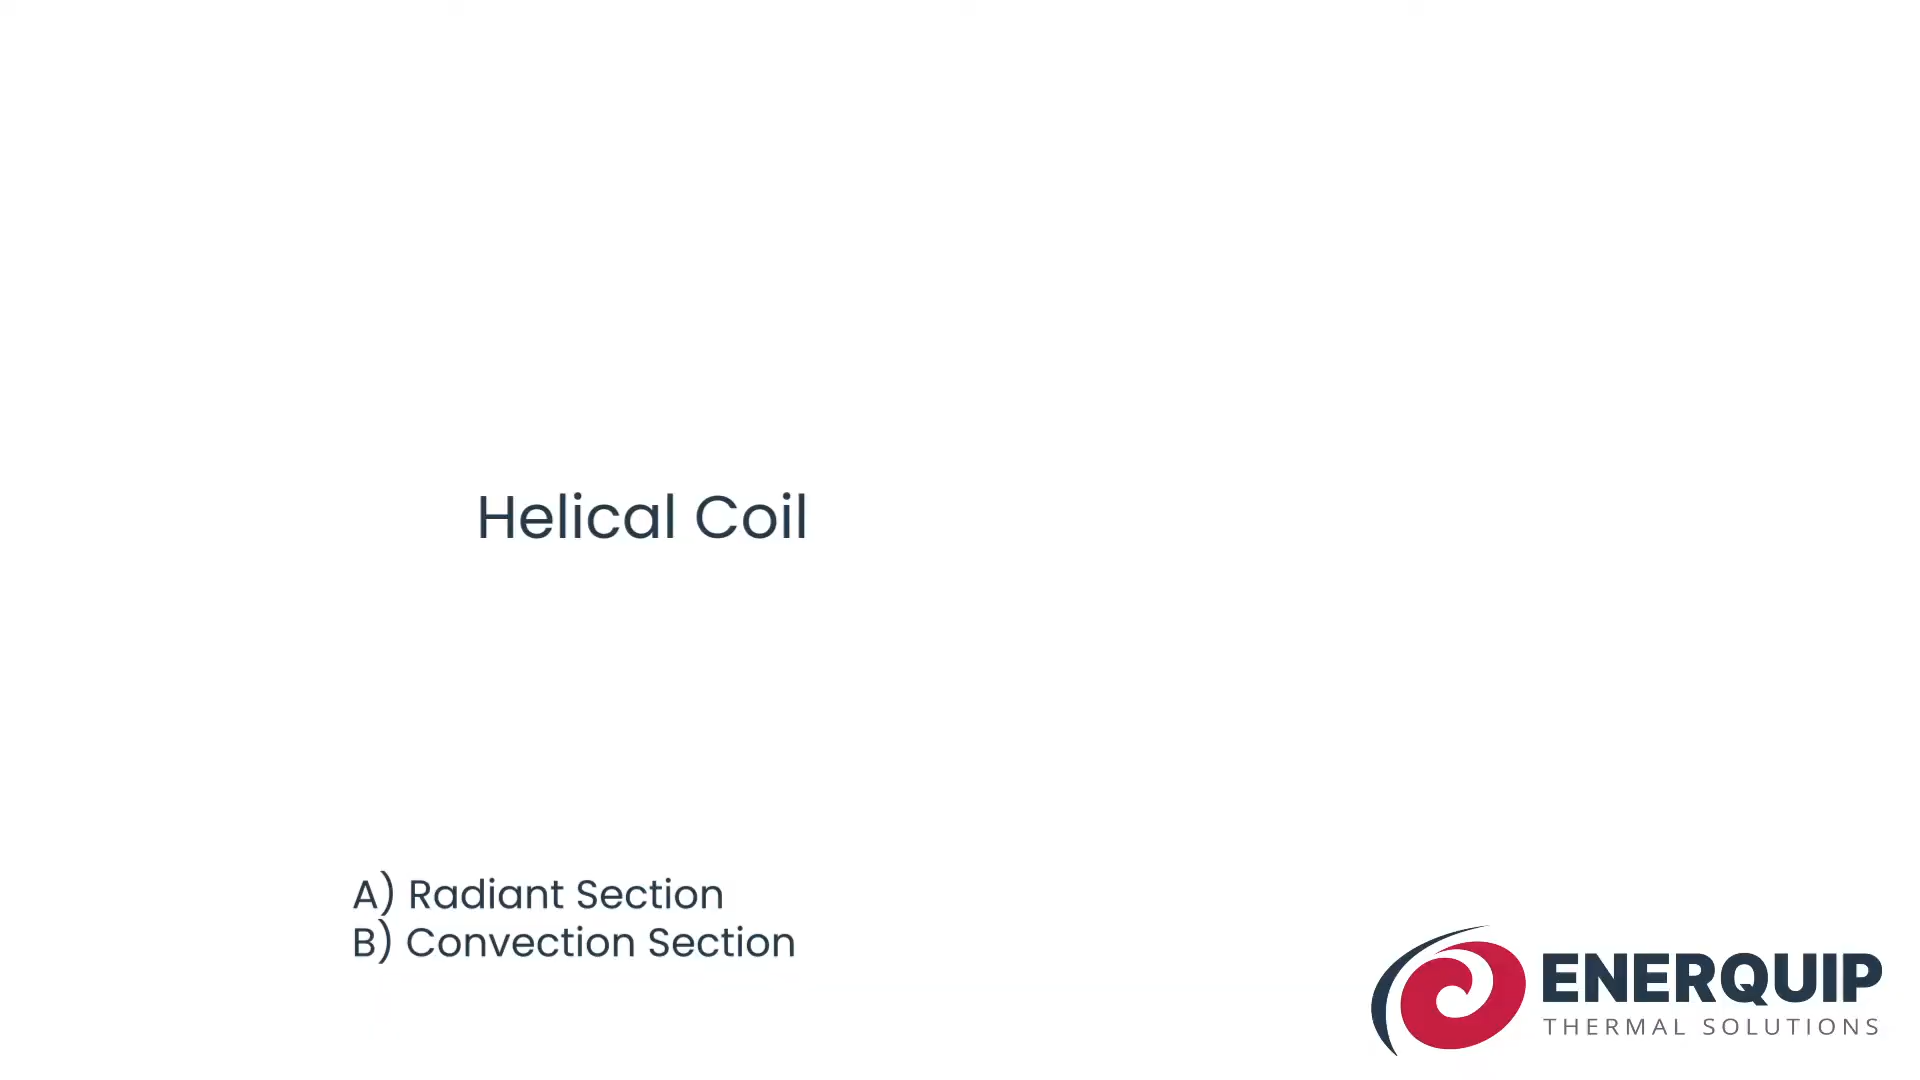 Helical Coil
A) Radiant Section
B) Convection Section
ENERQUIP
THERMAL SOLUTIONS